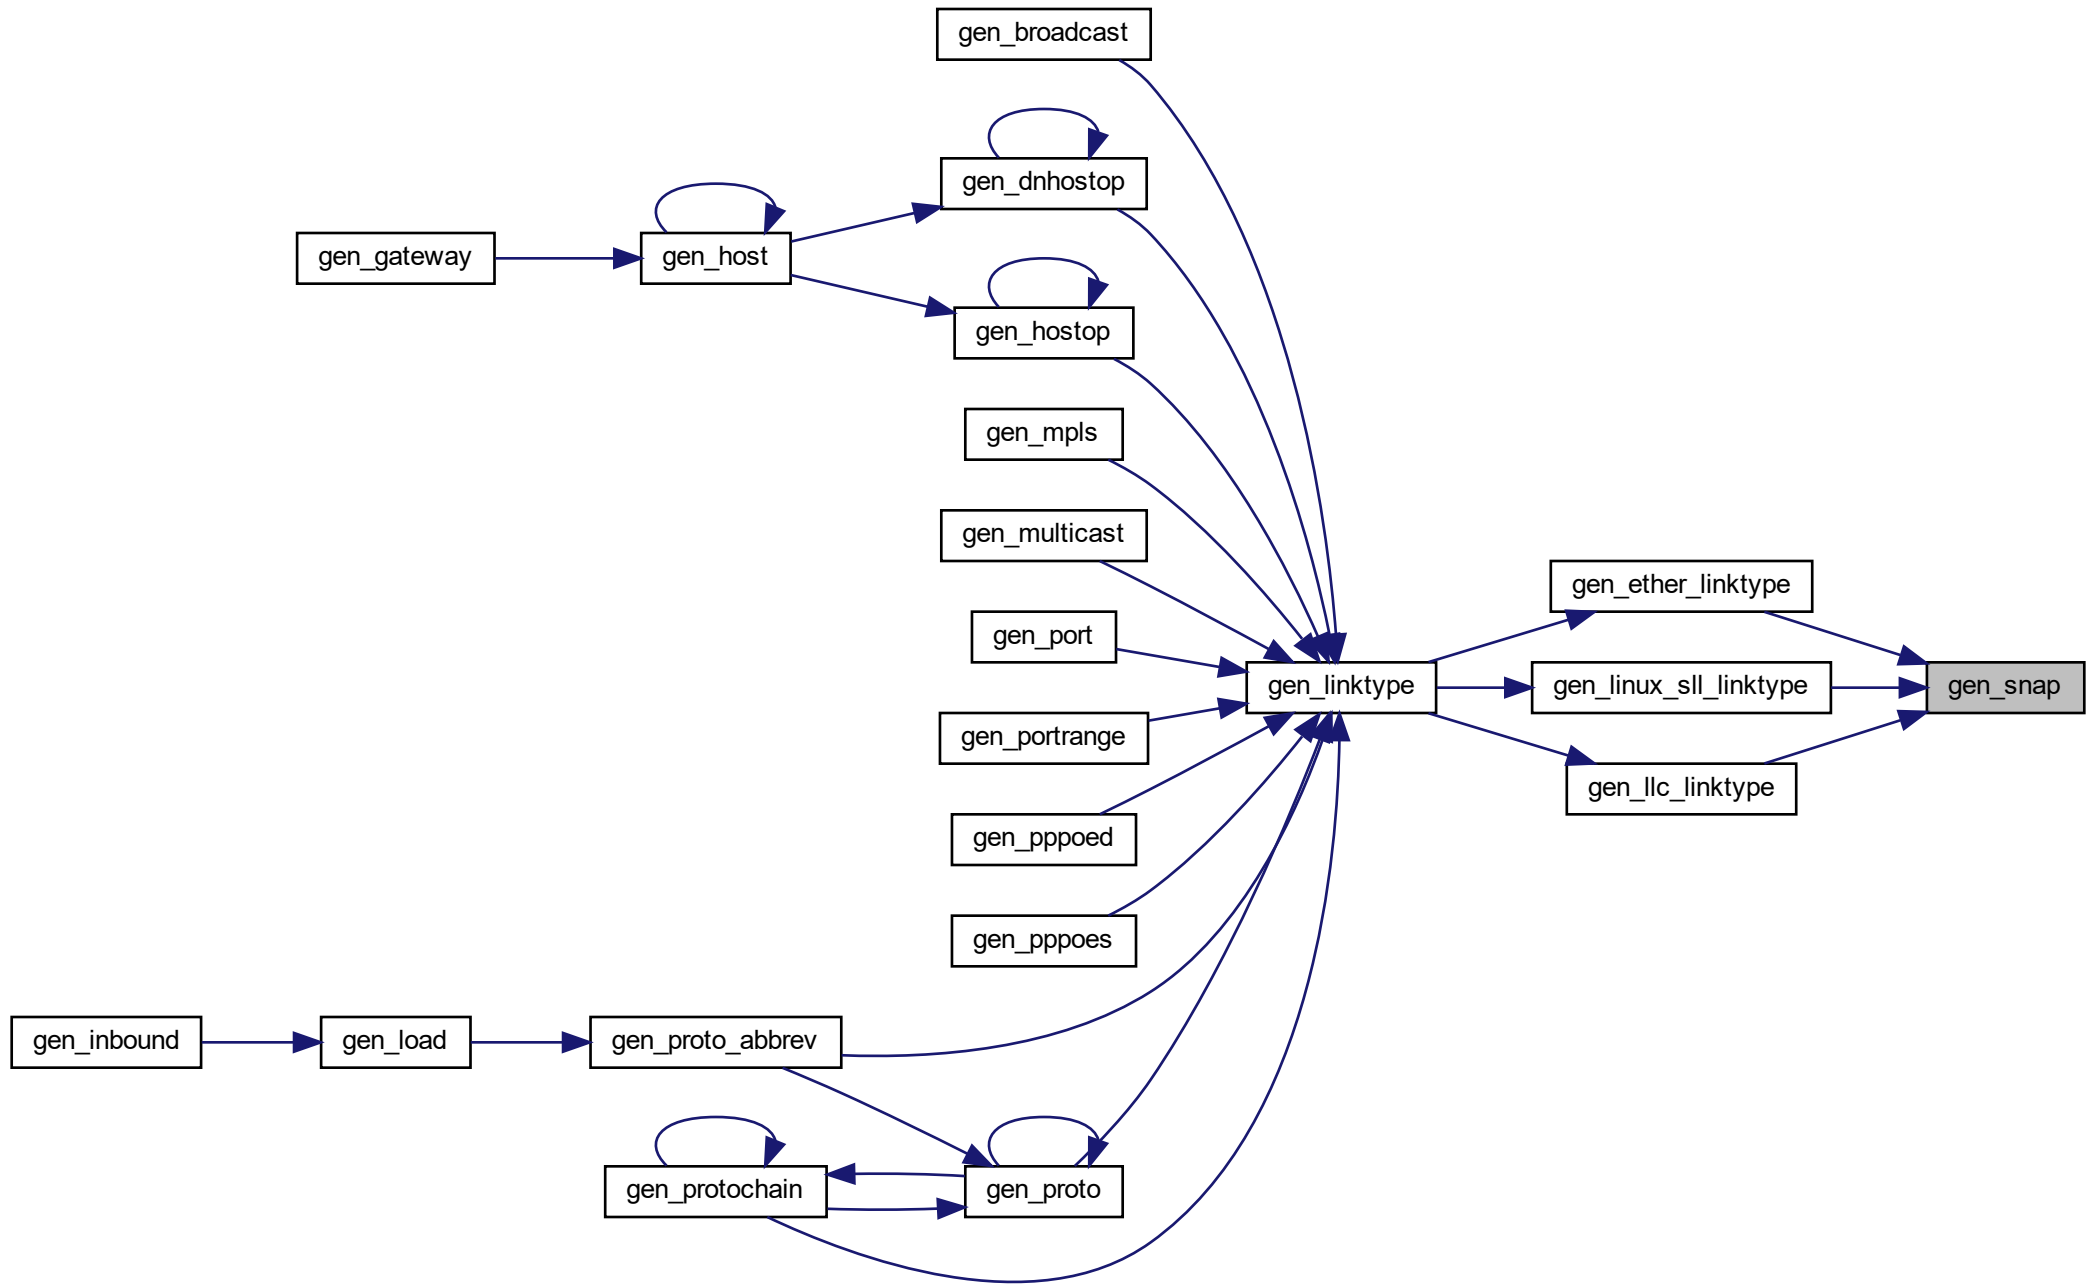 gen_broadcast
gen_dnhostop
gen_gateway
gen_host
gen_hostop
gen_mpls
gen_multicast
gen_ether_linktype
gen_port
gen_linktype
gen_linux_sll_linktype
gen_snap
gen_portrange
gen_llc_linktype
gen_pppoed
gen_pppoes
gen_inbound
gen_load
gen_proto_abbrev
gen_protochain
gen_proto